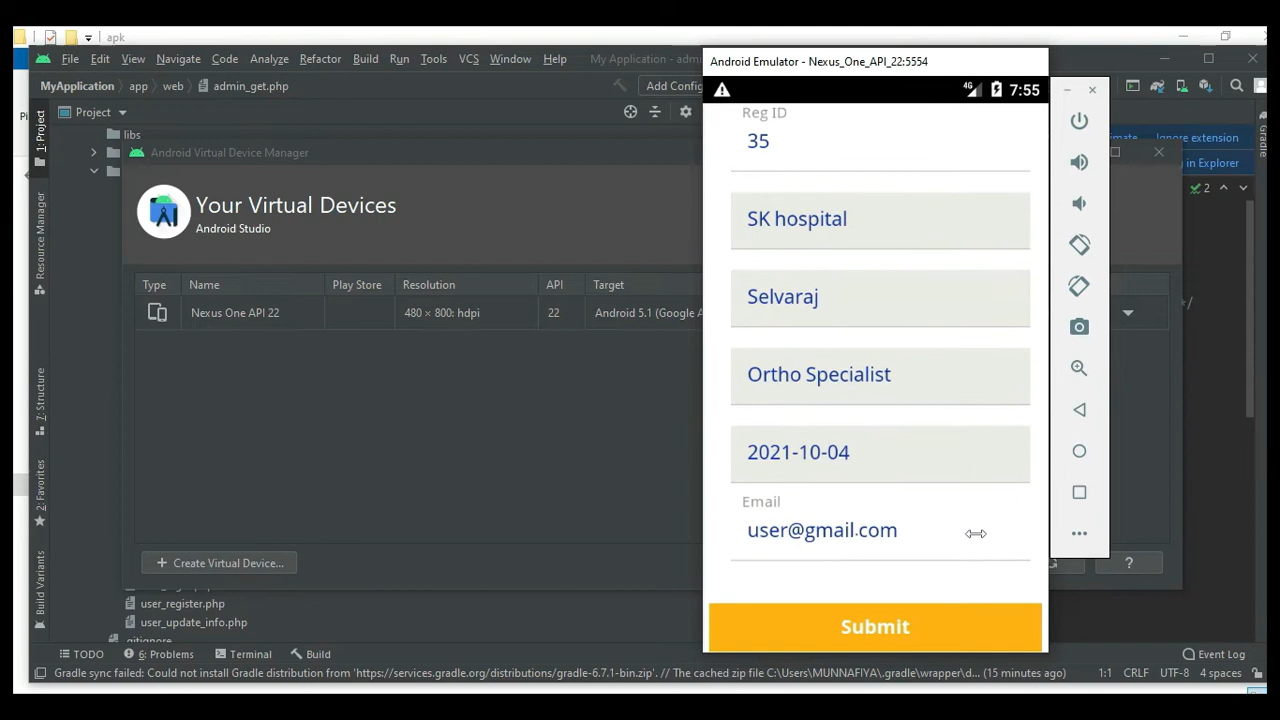 apk
File Edit View Navigate Code Analyze Refactor Build Run Tools VCS Window Help My Application - adm
MyApplication app web admin_get.php Add Config
Project
libs
Android Virtual Device Manager
Your Virtual Devices
Android Studio
Type Name Play Store Resolution API Target
Nexus One API 22 480 × 800: hdpi 22 Android 5.1 (Google A
+ Create Virtual Device...
?
user_register.php
user_update_info.php
.gitignore
1: Project
Resource Manager
7: Structure
2: Favorites
Build Variants
TODO 6: Problems Terminal Build Event Log
Gradle sync failed: Could not install Gradle distribution from 'https://services.gradle.org/distributions/gradle-6.7.1-bin.zip'. // The cached zip file C:\Users\MUNNAFIYA\.gradle\wrapper\d... (15 minutes ago) 1:1 CRLF UTF-8 4 spaces
Android Emulator - Nexus_One_API_22:5554
4G 7:55
Reg ID
35
SK hospital
Selvaraj
Ortho Specialist
2021-10-04
Email
user@gmail.com
Submit
Ignore extension
in Explorer
2
*/
Gradle